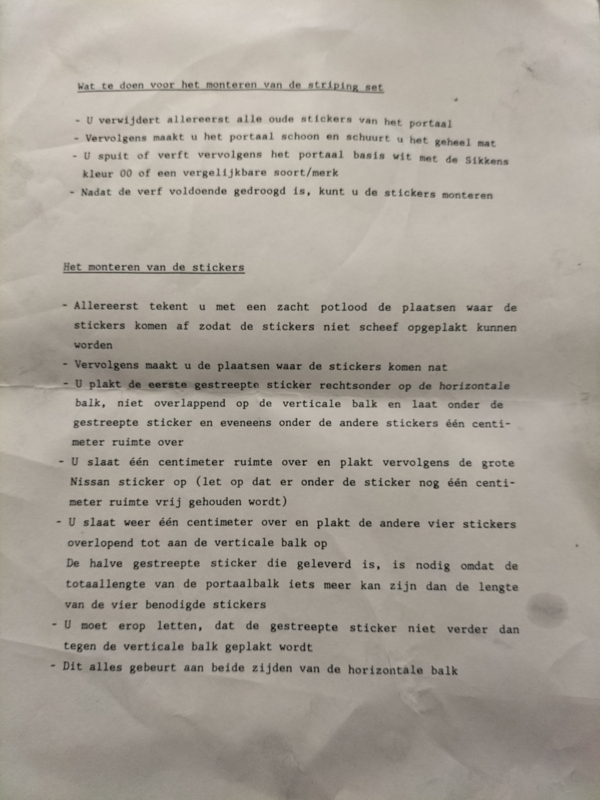 Wat te doen voor het monteren van de striping set
- U verwijdert allereerst alle oude stickers van het portaal
- Vervolgens maakt u het portaal schoon en schuurt u het geheel mat
- U spuit of verft vervolgens het portaal basis wit met de Sikkens
kleur 00 of een vergelijkbare soort/merk
- Nadat de verf voldoende gedroogd is, kunt u de stickers monteren
Het monteren van de stickers
- Allereerst tekent u met een zacht potlood de plaatsen waar de
stickers komen af zodat de stickers niet scheef opgeplakt kunnen
worden
- Vervolgens maakt u de plaatsen waar de stickers komen nat
- U plakt de eerste gestreepte sticker rechtsonder op de horizontale
balk, niet overlappend op de verticale balk en laat onder de
gestreepte sticker en eveneens onder de andere stickers één centi-
meter ruimte over
- U slaat één centimeter ruimte over en plakt vervolgens de grote
Nissan sticker op (let op dat er onder de sticker nog één centi-
meter ruimte vrij gehouden wordt)
- U slaat weer één centimeter over en plakt de andere vier stickers
overlopend tot aan de verticale balk op
De halve gestreepte sticker die geleverd is, is nodig omdat de
totaallengte van de portaalbalk iets meer kan zijn dan de lengte
van de vier benodigde stickers
- U moet erop letten, dat de gestreepte sticker niet verder dan
tegen de verticale balk geplakt wordt
- Dit alles gebeurt aan beide zijden van de horizontale balk